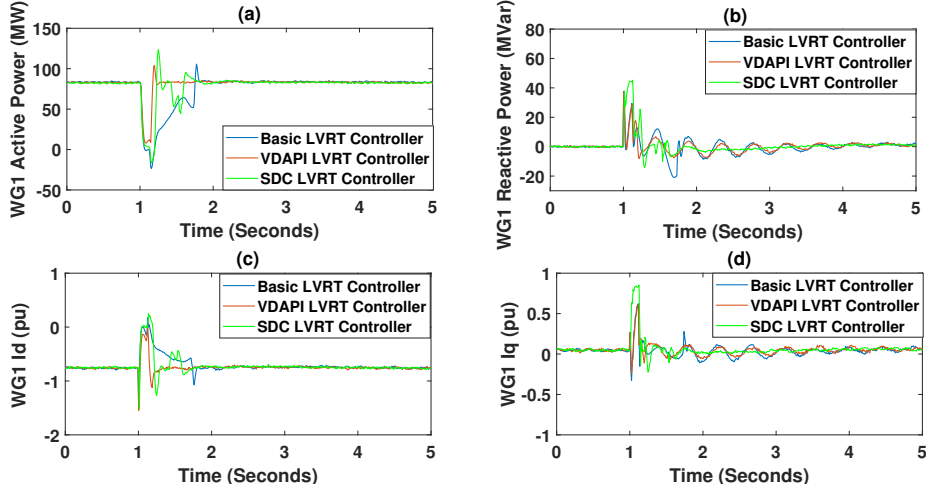 (a)
WG1 Active Power (MW)
150
100
50
0
-50
Basic LVRT Controller
VDAPI LVRT Controller
SDC LVRT Controller
0 1 2 3 4 5
Time (Seconds)
(b)
WG1 Reactive Power (MVar)
80
60
40
20
0
-20
Basic LVRT Controller
VDAPI LVRT Controller
SDC LVRT Controller
0 1 2 3 4 5
Time (Seconds)
(c)
WG1 Id (pu)
1
0
-1
-2
Basic LVRT Controller
VDAPI LVRT Controller
SDC LVRT Controller
0 1 2 3 4 5
Time (Seconds)
(d)
WG1 Iq (pu)
1
0.5
0
-0.5
-1
Basic LVRT Controller
VDAPI LVRT Controller
SDC LVRT Controller
0 1 2 3 4 5
Time (Seconds)